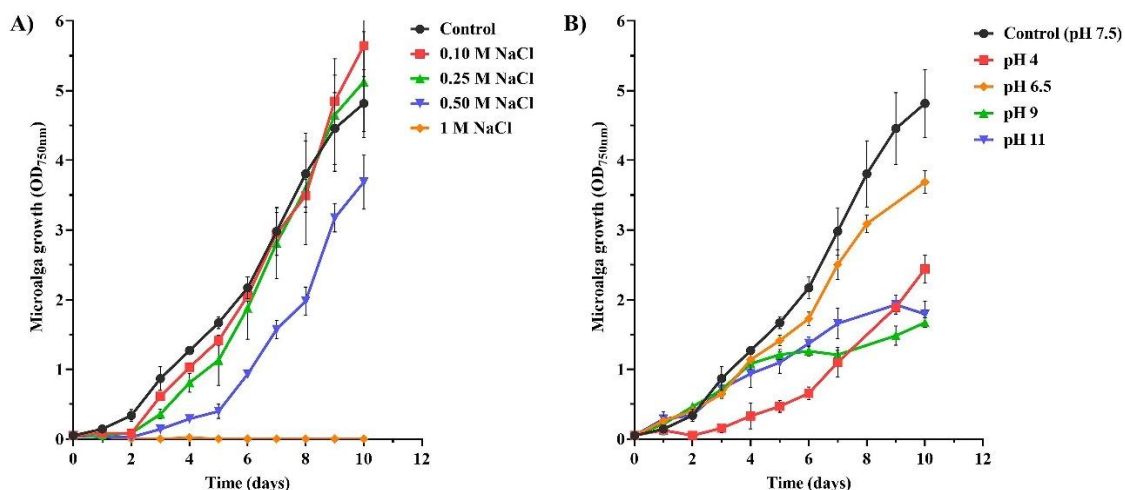 A)
6
5
4
3
2
1
0
0
2
4
6
8
10
12
Microalga growth (OD750nm)
Time (days)
Control
0.10 M NaCl
0.25 M NaCl
0.50 M NaCl
1 M NaCl
B)
6
5
4
3
2
1
0
0
2
4
6
8
10
12
Microalga growth (OD750nm)
Time (days)
Control (pH 7.5)
pH 4
pH 6.5
pH 9
pH 11